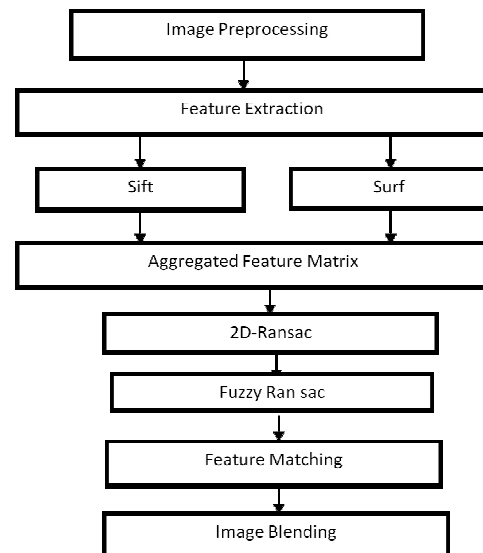 Image Preprocessing
Feature Extraction
Sift
Surf
Aggregated Feature Matrix
2D-Ransac
Fuzzy Ran sac
Feature Matching
Image Blending